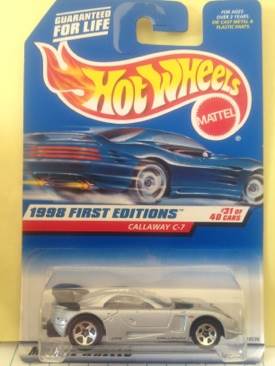 GUARANTEED
FOR LIFE
FOR AGES
OVER 3 YEARS.
DIE CAST METAL &
PLASTIC PARTS.
HOT WHEELS
MATTEL
1998 FIRST EDITIONS™
#31 OF
40 CARS
CALLAWAY C-7